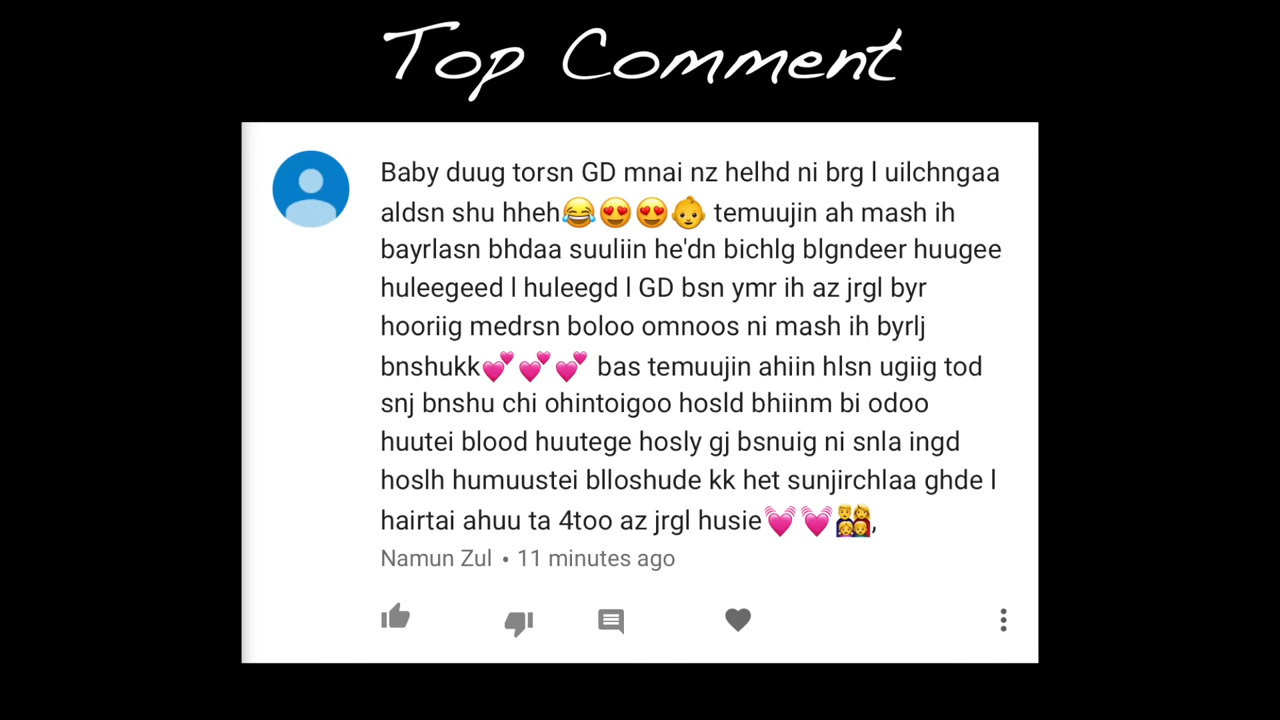 Top Comment
Baby duug torsn GD mnai nz helhd ni brg l uilchngaa
aldsn shu hheh😂😍😍👶 temuujin ah mash ih
bayrlasn bhdaa suuliin he'dn bichlg blgndeer huugee
huleegeed l huleegd l GD bsn ymr ih az jrgl byr
hooriig medrsn boloo omnoos ni mash ih byrlj
bnshukk💕💕💕 bas temuujin ahiin hlsn ugiig tod
snj bnshu chi ohintoigoo hosld bhiinm bi odoo
huutei blood huutege hosly gj bsnuig ni snla ingd
hoslh humuustei blloshude kk het sunjirchlaa ghde l
hairtai ahuu ta 4too az jrgl husie💓💓👨‍👩‍👧‍👦,
Namun Zul • 11 minutes ago